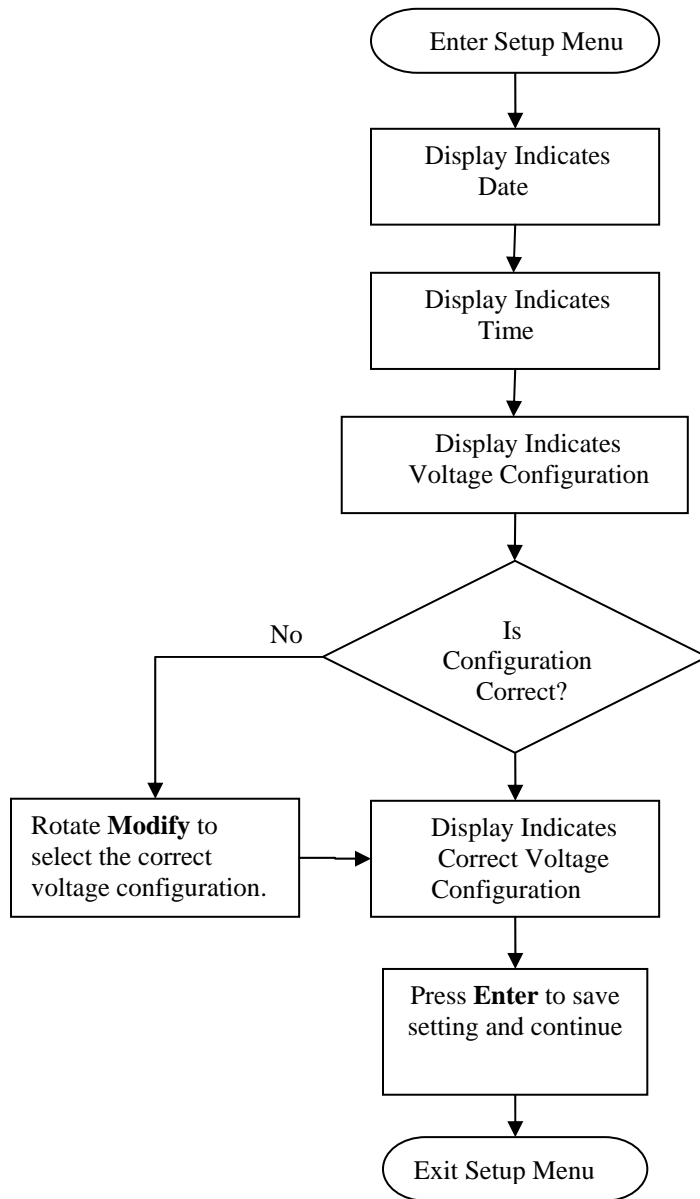 Enter Setup Menu
Display Indicates
Date
Display Indicates
Time
Display Indicates
Voltage Configuration
Is
Configuration
Correct?
No
Rotate Modify to
select the correct
voltage configuration.
Display Indicates
Correct Voltage
Configuration
Press Enter to save
setting and continue
Exit Setup Menu